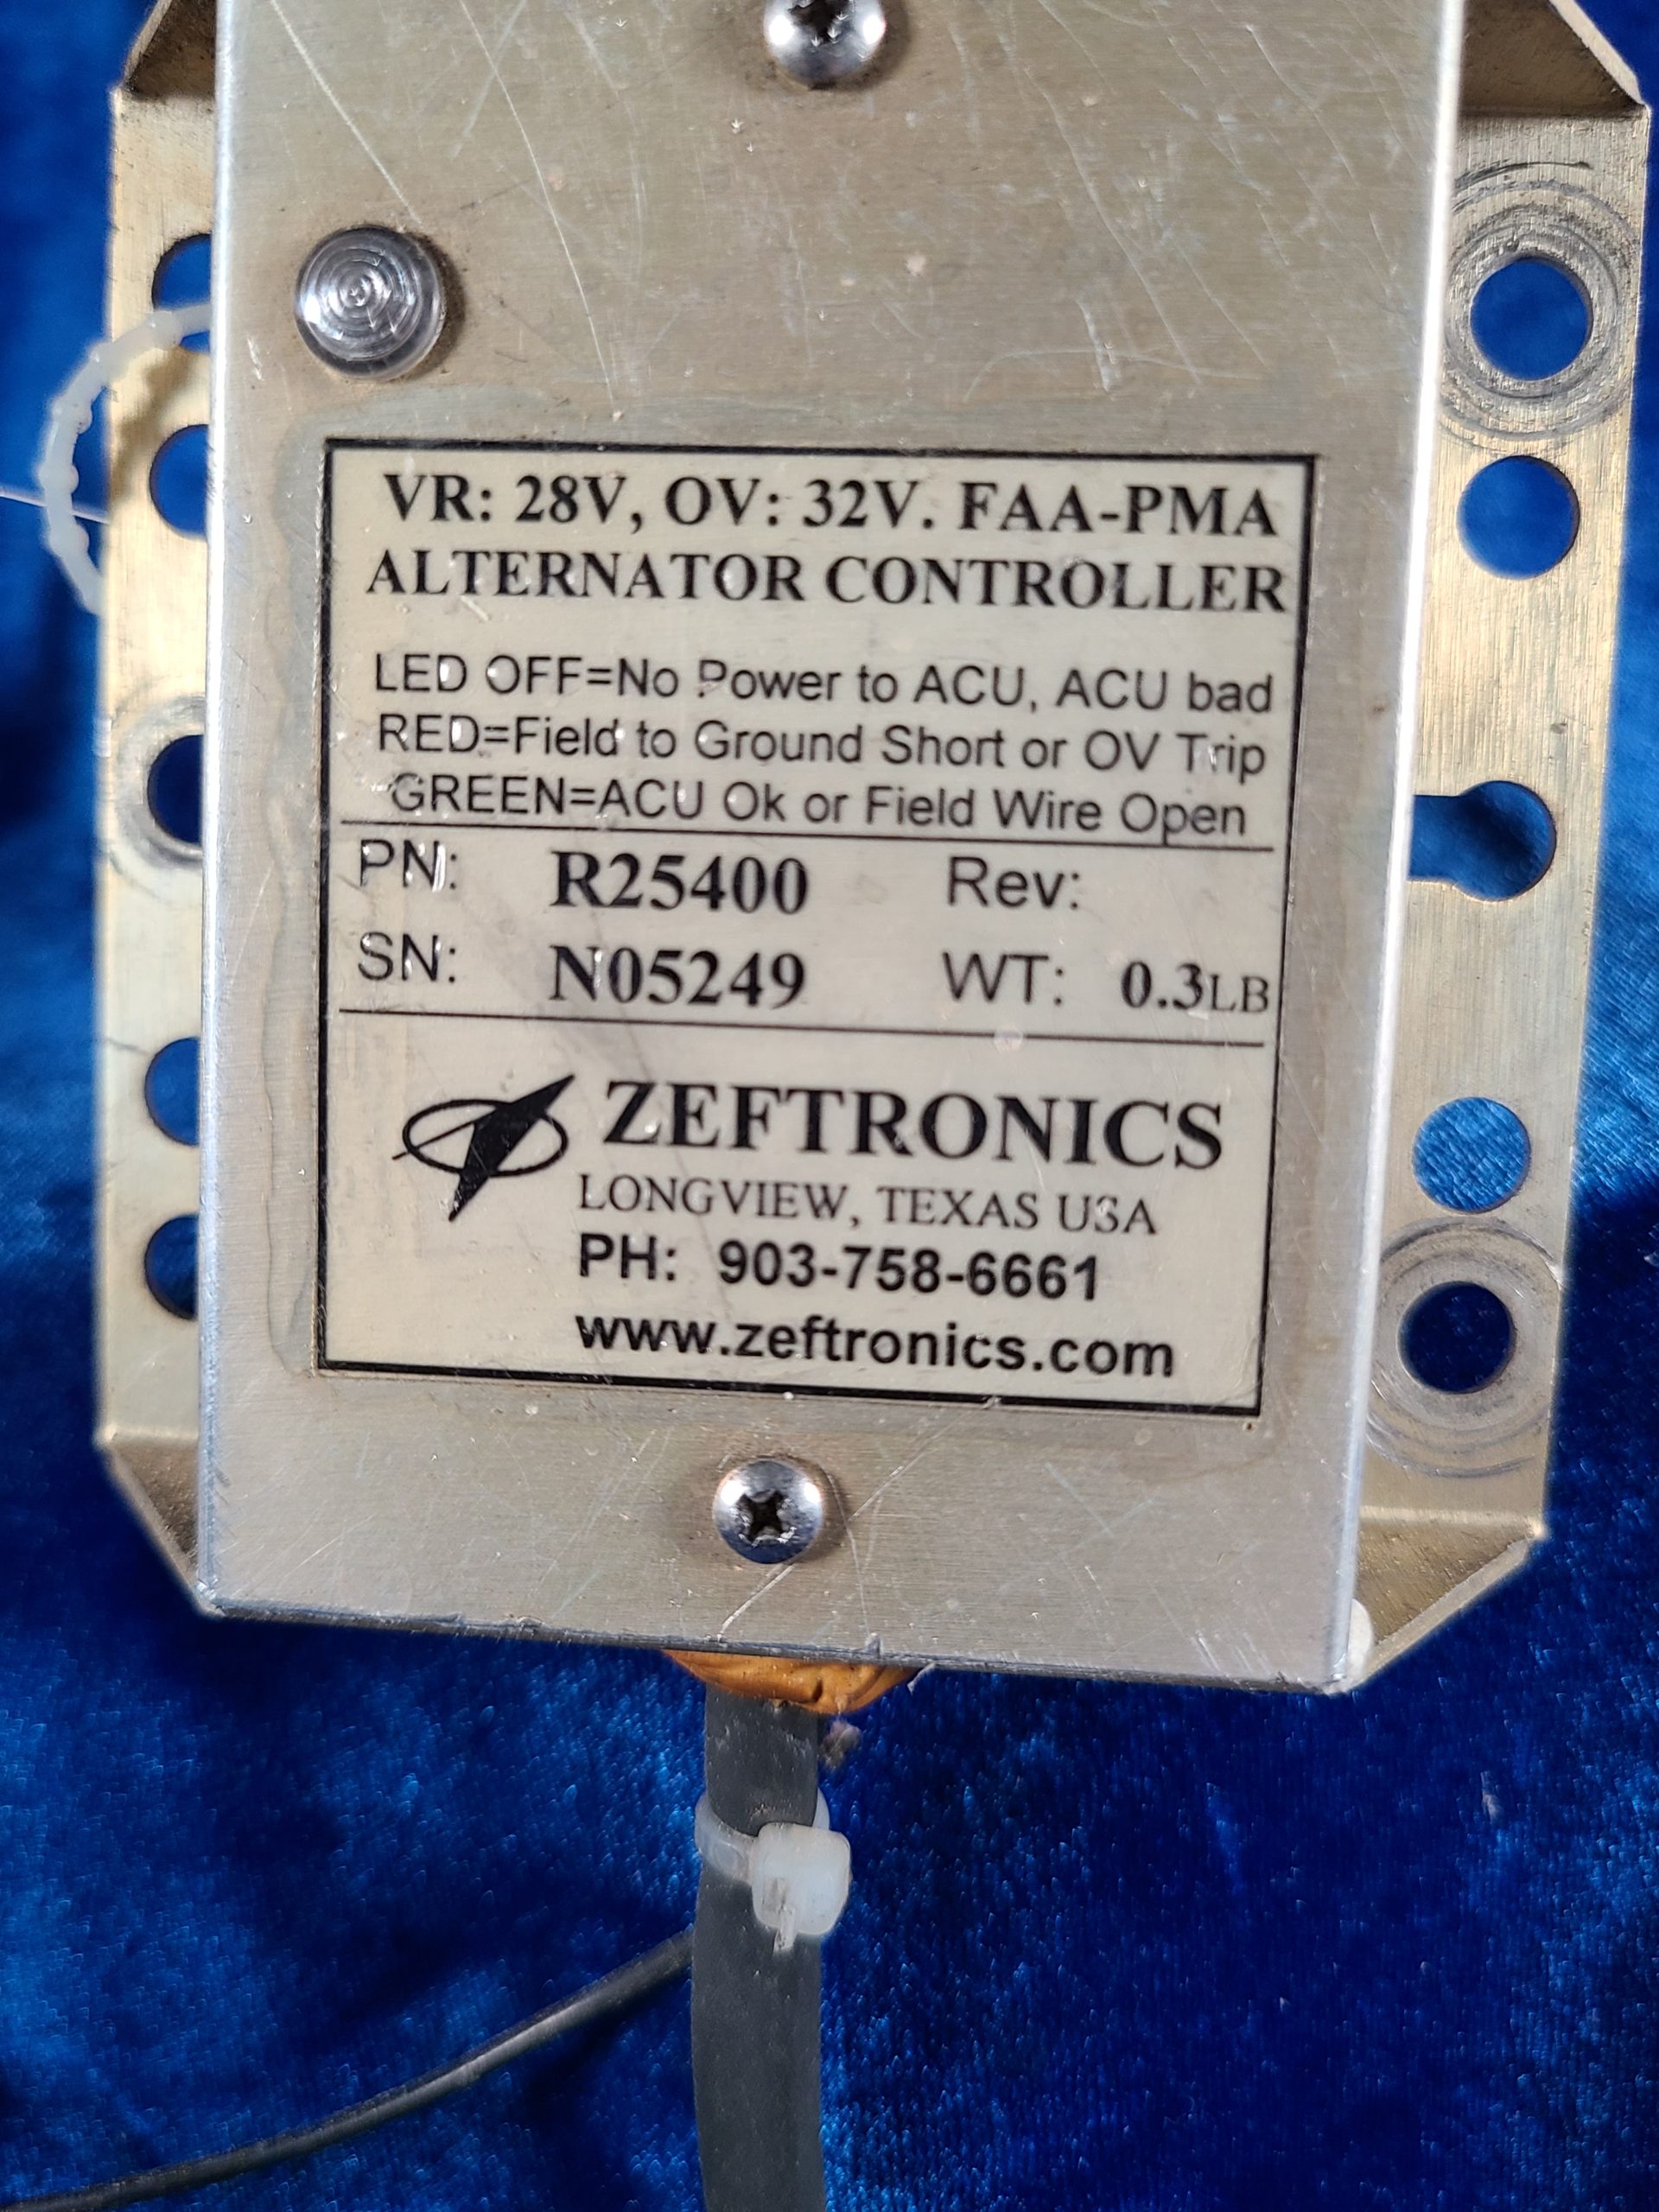 VR: 28V, OV: 32V. FAA-PMA
ALTERNATOR CONTROLLER
LED OFF=No Power to ACU, ACU bad
RED=Field to Ground Short or OV Trip
GREEN=ACU Ok or Field Wire Open
PN: R25400 Rev:
SN: N05249 WT: 0.3LB
ZEFTRONICS
LONGVIEW, TEXAS USA
PH: 903-758-6661
www.zeftronics.com